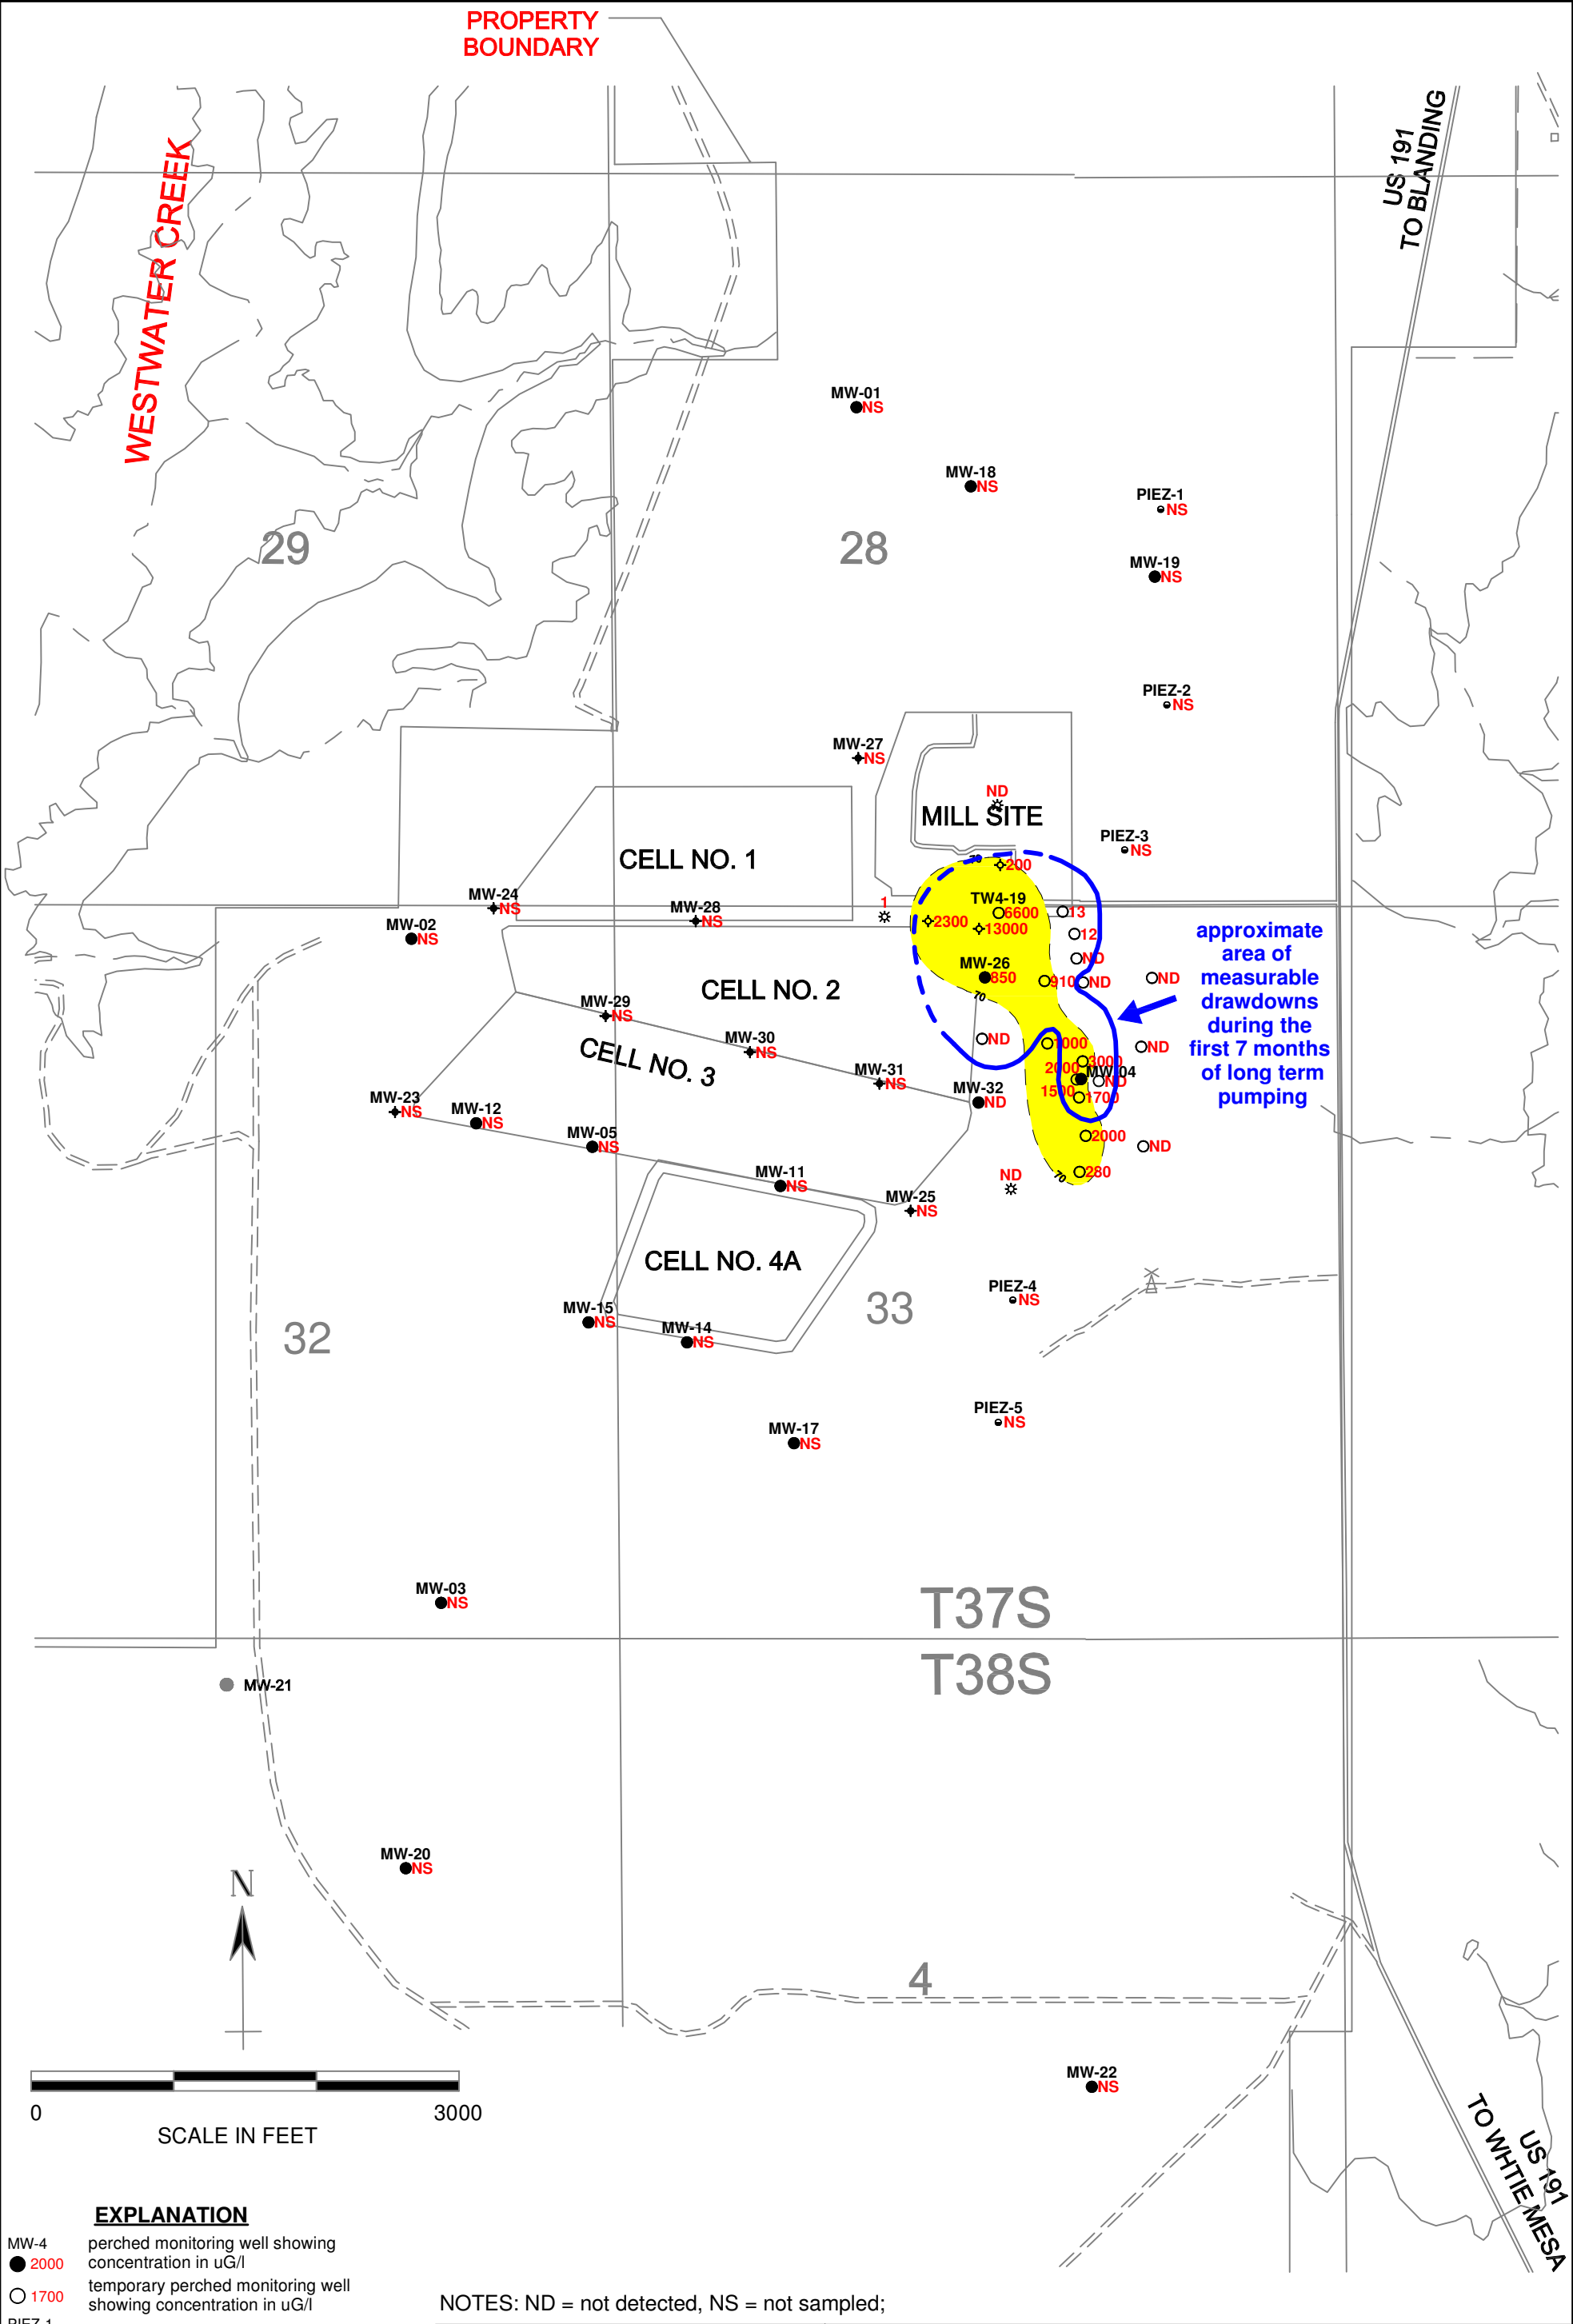 PROPERTY
BOUNDARY
US 191
TO BLANDING
WESTWATER CREEK
MW-01
NS
MW-18
NS
PIEZ-1
NS
29
28
MW-19
NS
PIEZ-2
NS
MW-27
NS
ND
MILL SITE
PIEZ-3
NS
CELL NO. 1
70
200
MW-24
NS
MW-28
NS
1
TW4-19
6600
13
2300
13000
12
MW-02
NS
ND
approximate
area of
measurable
drawdowns
during the
first 7 months
of long term
pumping
MW-26
850
910
ND
ND
70
CELL NO. 2
MW-29
NS
MW-30
NS
ND
1000
ND
CELL NO. 3
MW-31
NS
3000
2000
MW-04
ND
1500
1700
MW-32
ND
MW-23
NS
MW-12
NS
MW-05
NS
2000
ND
MW-11
NS
ND
280
70
MW-25
NS
CELL NO. 4A
PIEZ-4
NS
33
32
MW-15
NS
MW-14
NS
PIEZ-5
NS
MW-17
NS
MW-03
NS
T37S
T38S
MW-21
MW-20
NS
N
4
MW-22
NS
0
3000
SCALE IN FEET
US 191
TO WHTIE MESA
EXPLANATION
MW-4
2000
perched monitoring well showing
concentration in uG/l
1700
temporary perched monitoring well
showing concentration in uG/l
NOTES: ND = not detected, NS = not sampled;